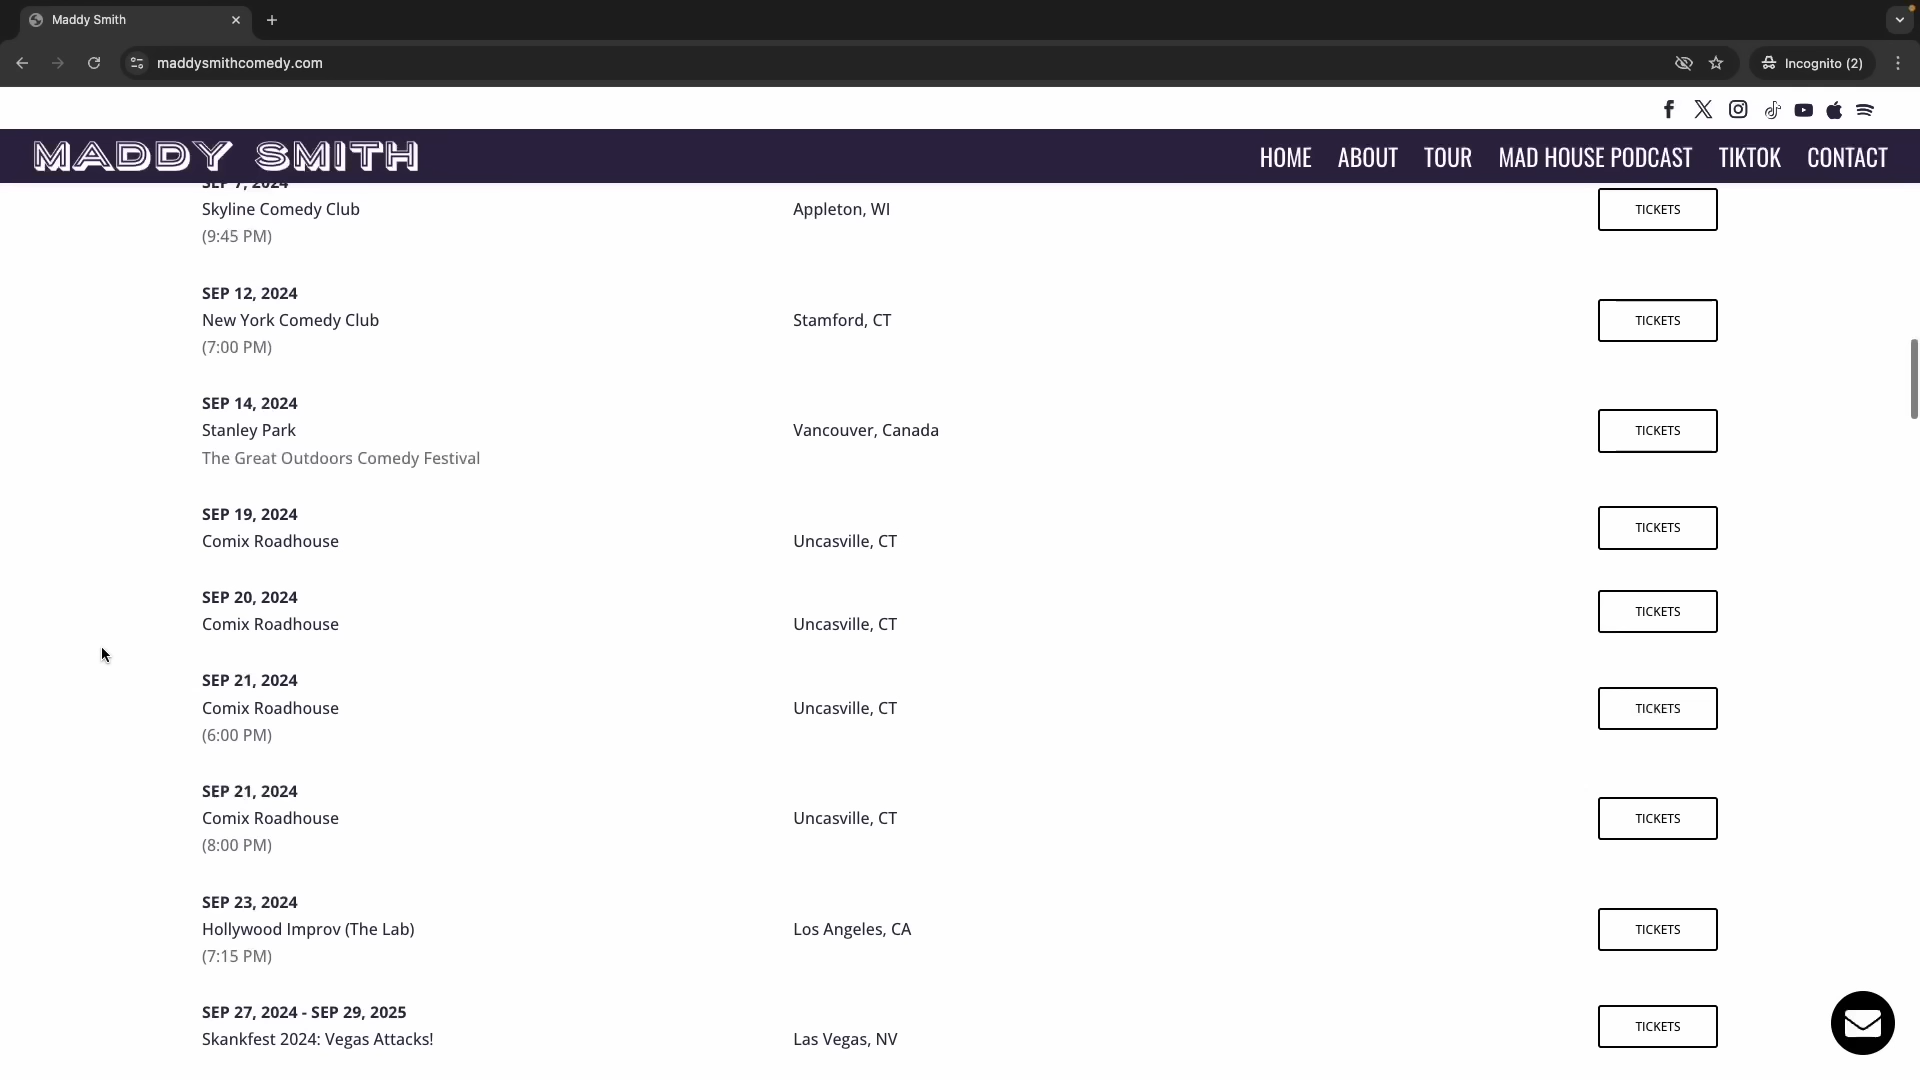 Maddy Smith
maddysmithcomedy.com
Incognito (2)
MADDY SMITH
HOME ABOUT TOUR MAD HOUSE PODCAST TIKTOK CONTACT
SEP 7, 2024
Skyline Comedy Club Appleton, WI TICKETS
(9:45 PM)
SEP 12, 2024
New York Comedy Club Stamford, CT TICKETS
(7:00 PM)
SEP 14, 2024
Stanley Park Vancouver, Canada TICKETS
The Great Outdoors Comedy Festival
SEP 19, 2024
Comix Roadhouse Uncasville, CT TICKETS
SEP 20, 2024
Comix Roadhouse Uncasville, CT TICKETS
SEP 21, 2024
Comix Roadhouse Uncasville, CT TICKETS
(6:00 PM)
SEP 21, 2024
Comix Roadhouse Uncasville, CT TICKETS
(8:00 PM)
SEP 23, 2024
Hollywood Improv (The Lab) Los Angeles, CA TICKETS
(7:15 PM)
SEP 27, 2024 - SEP 29, 2025
Skankfest 2024: Vegas Attacks! Las Vegas, NV TICKETS